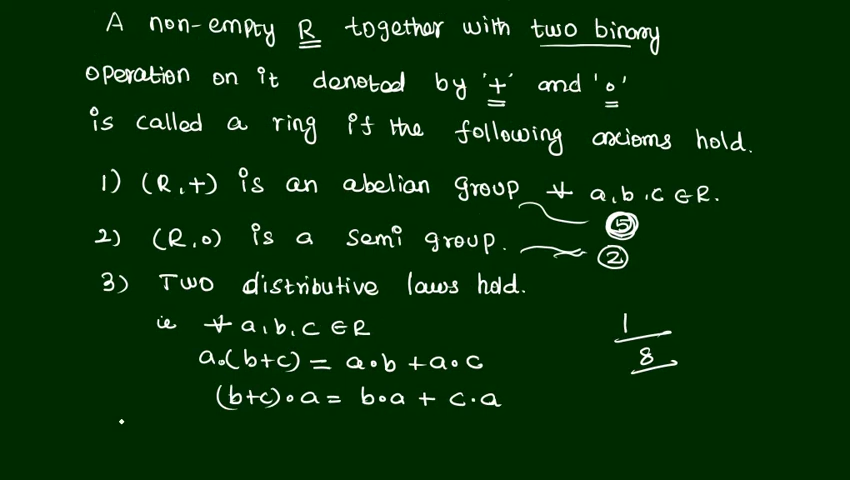 A non-empty R together with two binary
operation on it denoted by '+' and 'o'
is called a ring if the following axioms hold.
1) (R,+) is an abelian group ∀ a,b,c ∈ R.
5
2) (R,o) is a semi group.
2
3) Two distributive laws hold.
ie ∀ a,b,c ∈ R
1
a.(b+c) = a∘b + a∘c
8
(b+c)∘a = b∘a + c.a